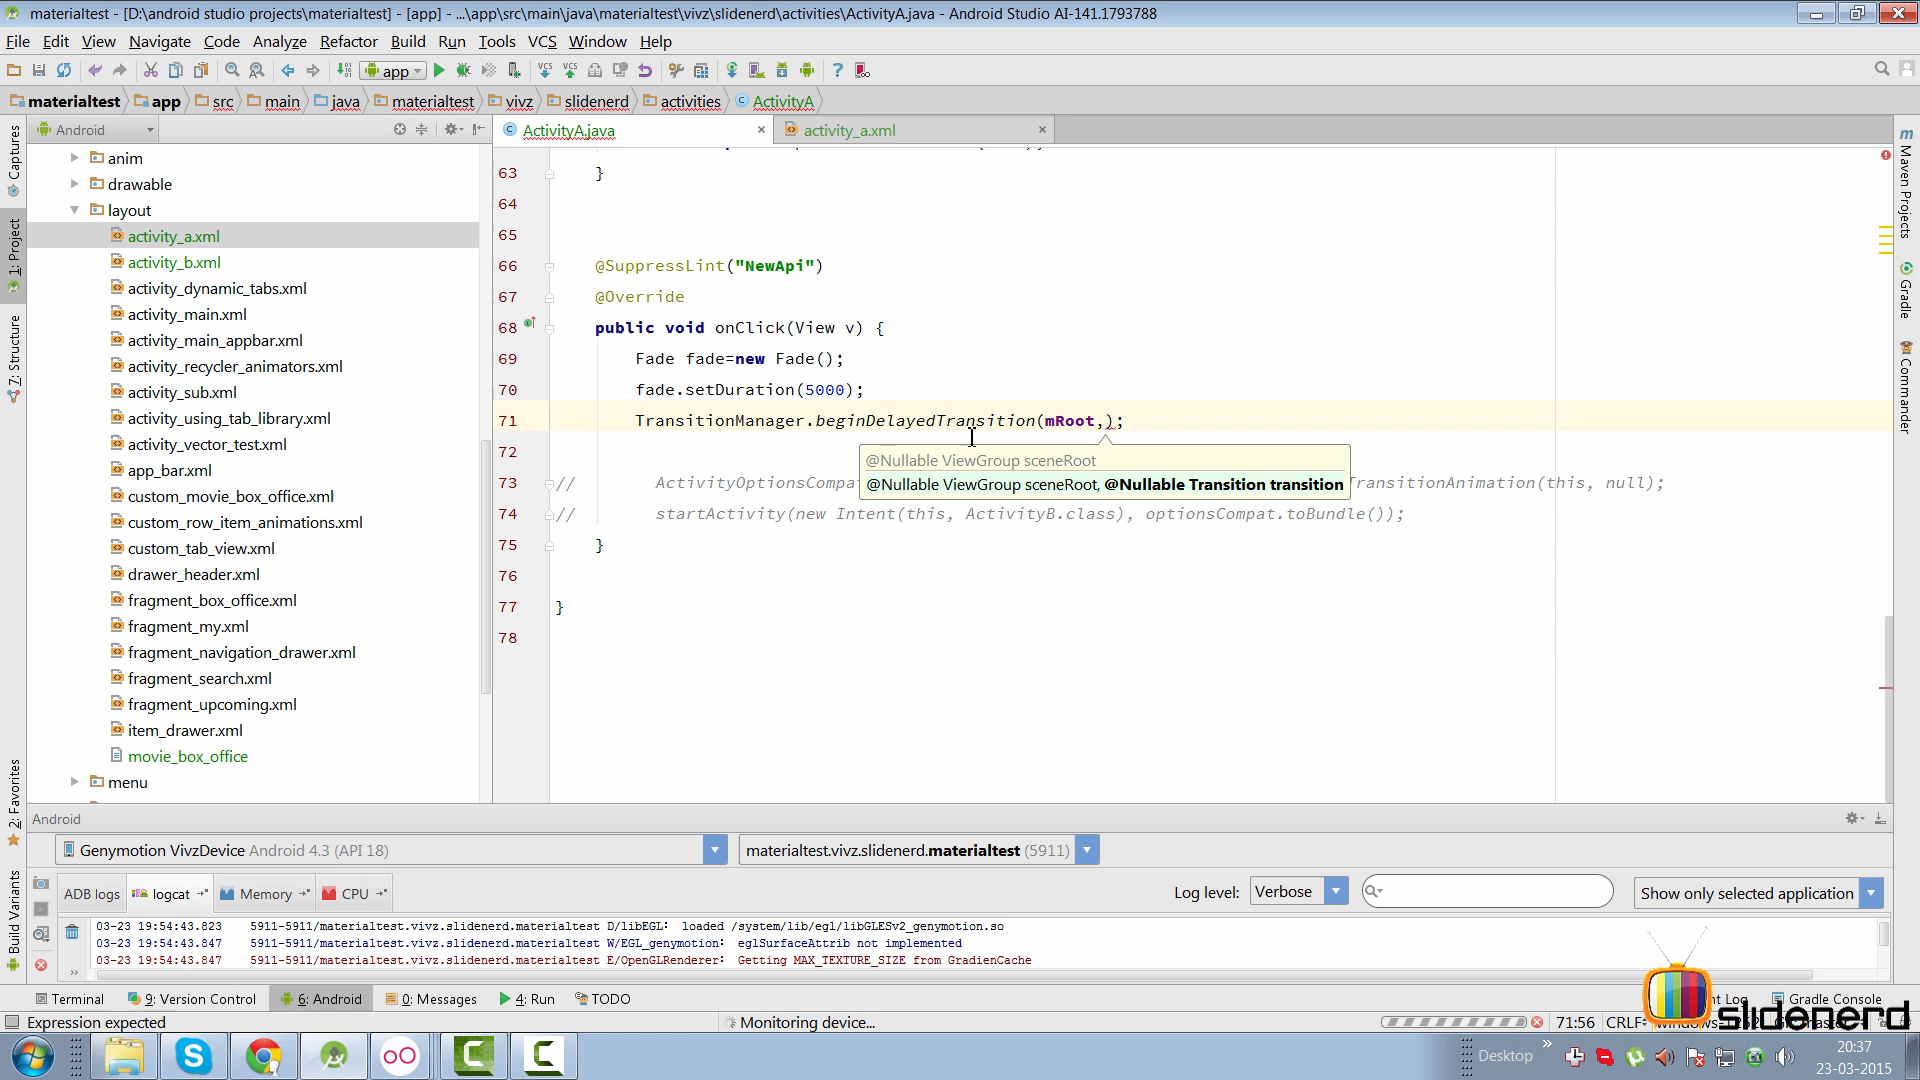 materialtest - [D:\android studio projects\materialtest] - [app] - ...\app\src\main\java\materialtest\vivz\slidenerd\activities\ActivityA.java - Android Studio AI-141.1793788
File Edit View Navigate Code Analyze Refactor Build Run Tools VCS Window Help
app
materialtest app src main java materialtest vivz slidenerd activities ActivityA
Android
ActivityA.java
activity_a.xml
Captures
1: Project
7: Structure
2: Favorites
Build Variants
anim
drawable
layout
activity_a.xml
activity_b.xml
activity_dynamic_tabs.xml
activity_main.xml
activity_main_appbar.xml
activity_recycler_animators.xml
activity_sub.xml
activity_using_tab_library.xml
activity_vector_test.xml
app_bar.xml
custom_movie_box_office.xml
custom_row_item_animations.xml
custom_tab_view.xml
drawer_header.xml
fragment_box_office.xml
fragment_my.xml
fragment_navigation_drawer.xml
fragment_search.xml
fragment_upcoming.xml
item_drawer.xml
movie_box_office
menu
63 }
64
65
66 @SuppressLint("NewApi")
67 @Override
68 public void onClick(View v) {
69 Fade fade=new Fade();
70 fade.setDuration(5000);
71 TransitionManager.beginDelayedTransition(mRoot,);
72
@Nullable ViewGroup sceneRoot
@Nullable ViewGroup sceneRoot, @Nullable Transition transition
73 // ActivityOptionsCompa TransitionAnimation(this, null);
74 // startActivity(new Intent(this, ActivityB.class), optionsCompat.toBundle());
75 }
76
77 }
78
Maven Projects
Gradle
Commander
Android
Genymotion VivzDevice Android 4.3 (API 18)
materialtest.vivz.slidenerd.materialtest (5911)
ADB logs logcat Memory CPU
Log level: Verbose
Show only selected application
03-23 19:54:43.823 5911-5911/materialtest.vivz.slidenerd.materialtest D/libEGL: loaded /system/lib/egl/libGLESv2_genymotion.so
03-23 19:54:43.847 5911-5911/materialtest.vivz.slidenerd.materialtest W/EGL_genymotion: eglSurfaceAttrib not implemented
03-23 19:54:43.847 5911-5911/materialtest.vivz.slidenerd.materialtest E/OpenGLRenderer: Getting MAX_TEXTURE_SIZE from GradienCache
Terminal 9: Version Control 6: Android 0: Messages 4: Run TODO
nt Log Gradle Console
Expression expected
Monitoring device...
71:56 CRLF
slidenerd
Desktop
20:37
23-03-2015